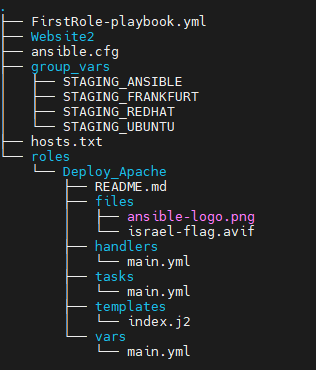 .
├── FirstRole-playbook.yml
├── Website2
├── ansible.cfg
├── group_vars
│   ├── STAGING_ANSIBLE
│   ├── STAGING_FRANKFURT
│   ├── STAGING_REDHAT
│   └── STAGING_UBUNTU
├── hosts.txt
└── roles
    └── Deploy_Apache
        ├── README.md
        ├── files
        │   ├── ansible-logo.png
        │   └── israel-flag.avif
        ├── handlers
        │   └── main.yml
        ├── tasks
        │   └── main.yml
        ├── templates
        │   └── index.j2
        └── vars
            └── main.yml